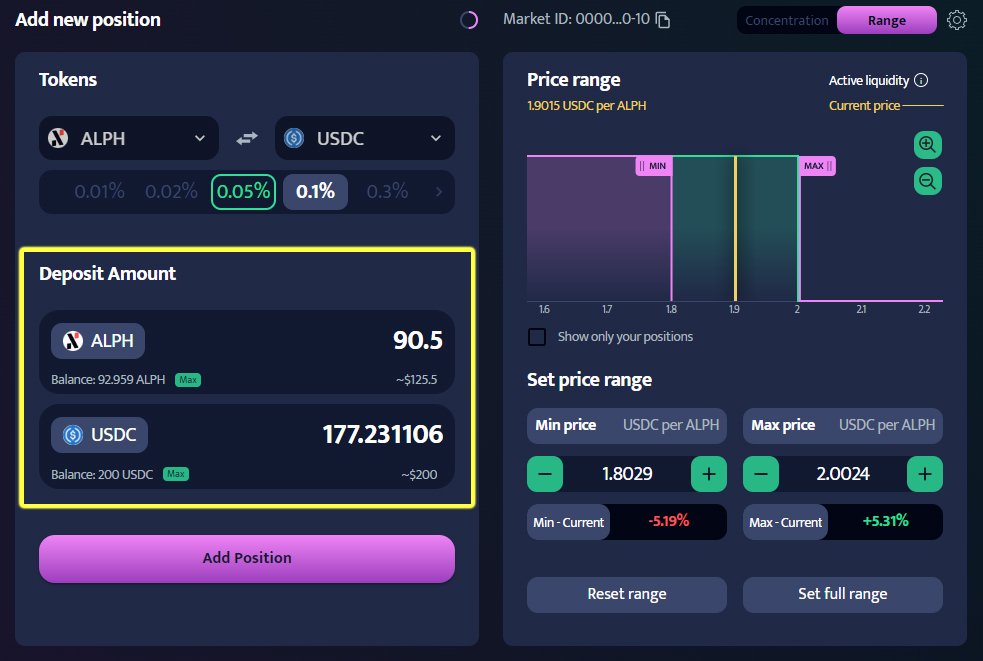 Add new position
Market ID: 0000...0-10
Concentration
Range
Tokens
ALPH
USDC
0.01%
0.02%
0.05%
0.1%
0.3%
Deposit Amount
ALPH
90.5
Balance: 92.959 ALPH
Max
~$125.5
USDC
177.231106
Balance: 200 USDC
Max
~$200
Add Position
Price range
Active liquidity
1.9015 USDC per ALPH
Current price
MIN
MAX
1.6
1.7
1.8
1.9
2
2.1
2.2
Show only your positions
Set price range
Min price
USDC per ALPH
Max price
USDC per ALPH
1.8029
2.0024
Min - Current
-5.19%
Max - Current
+5.31%
Reset range
Set full range